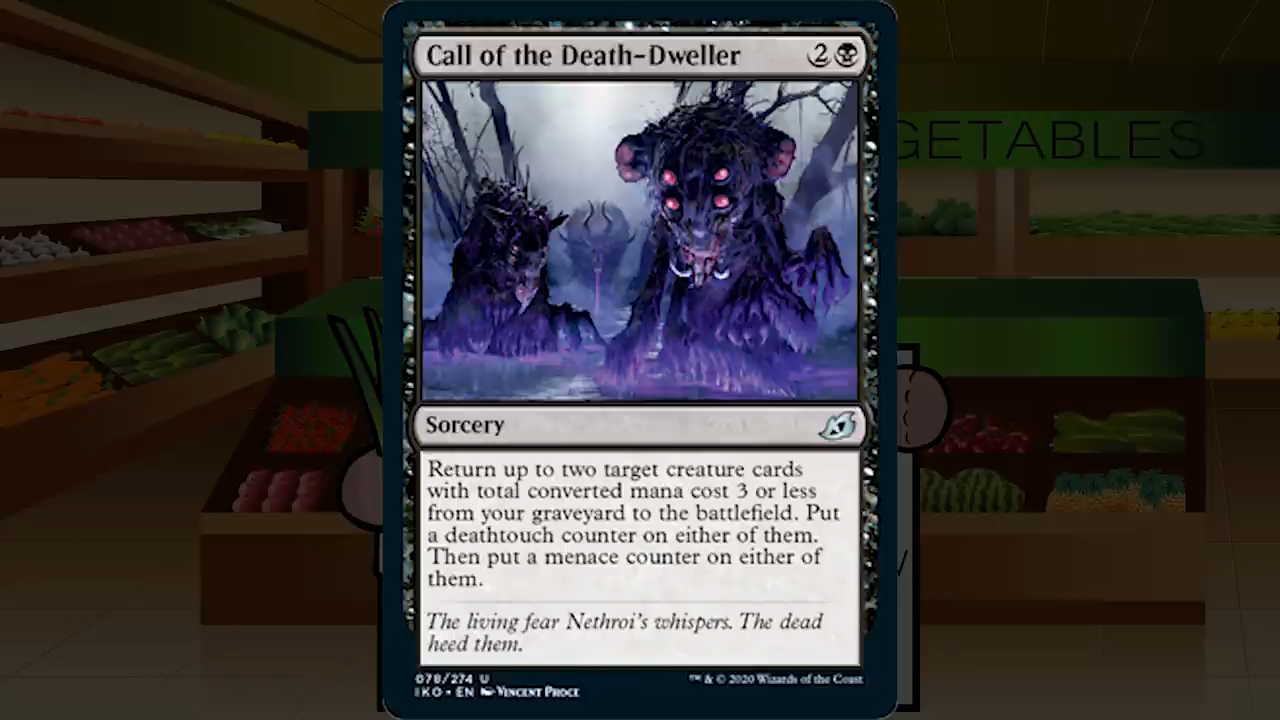 Call of the Death-Dweller 2
GETABLES
Sorcery
Return up to two target creature cards
with total converted mana cost 3 or less
from your graveyard to the battlefield. Put
a deathtouch counter on either of them.
Then put a menace counter on either of
them.
The living fear Nethroi's whispers. The dead
heed them.
078/274 U
™ & © 2020 Wizards of the Coast
IKO • EN Vincent Proce